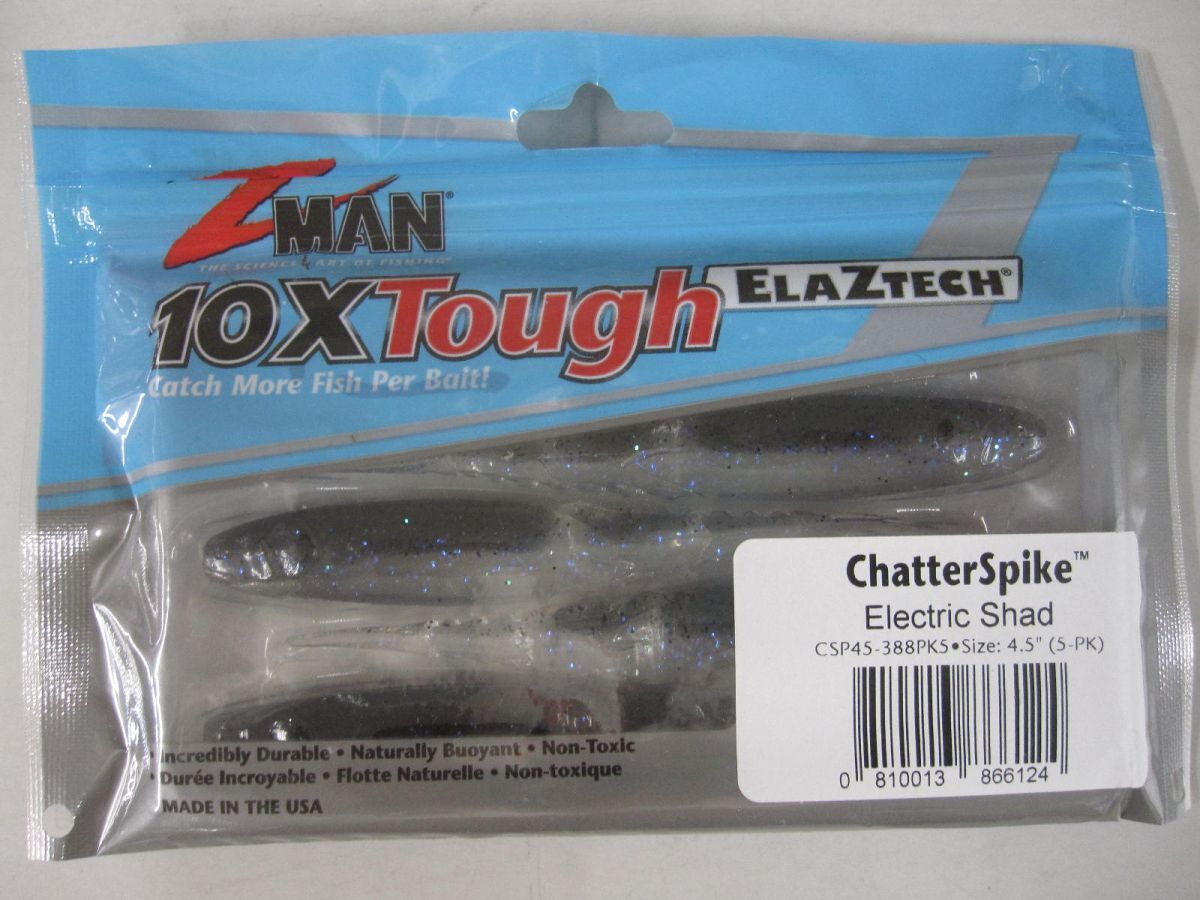 ZMAN®
THE SCIENCE & ART OF FISHING®
10X Tough ELAZTECH®
Catch More Fish Per Bait!
ChatterSpike™
Electric Shad
CSP45-388PK5•Size: 4.5" (5-PK)
0 810013 866124
Incredibly Durable • Naturally Buoyant • Non-Toxic
Durée Incroyable • Flotte Naturelle • Non-toxique
MADE IN THE USA